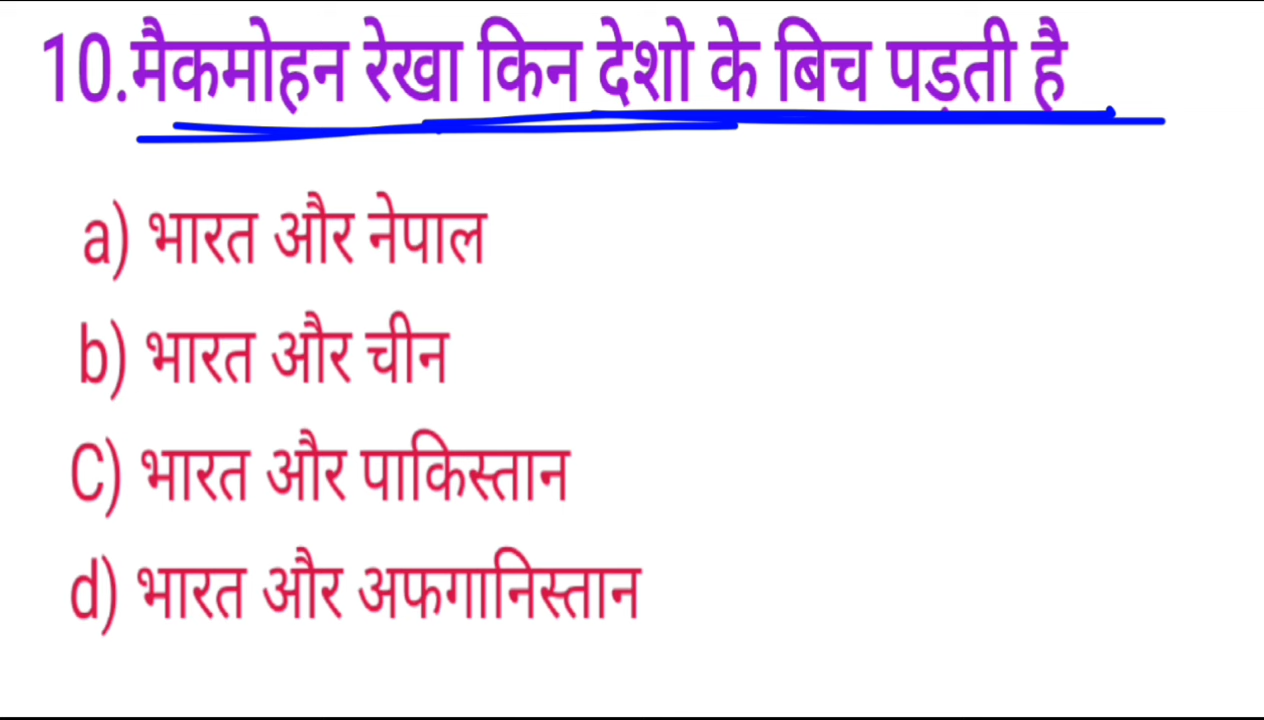 10.मैकमोहन रेखा किन देशो के बिच पड़ती है
a) भारत और नेपाल
b) भारत और चीन
C) भारत और पाकिस्तान
d) भारत और अफगानिस्तान